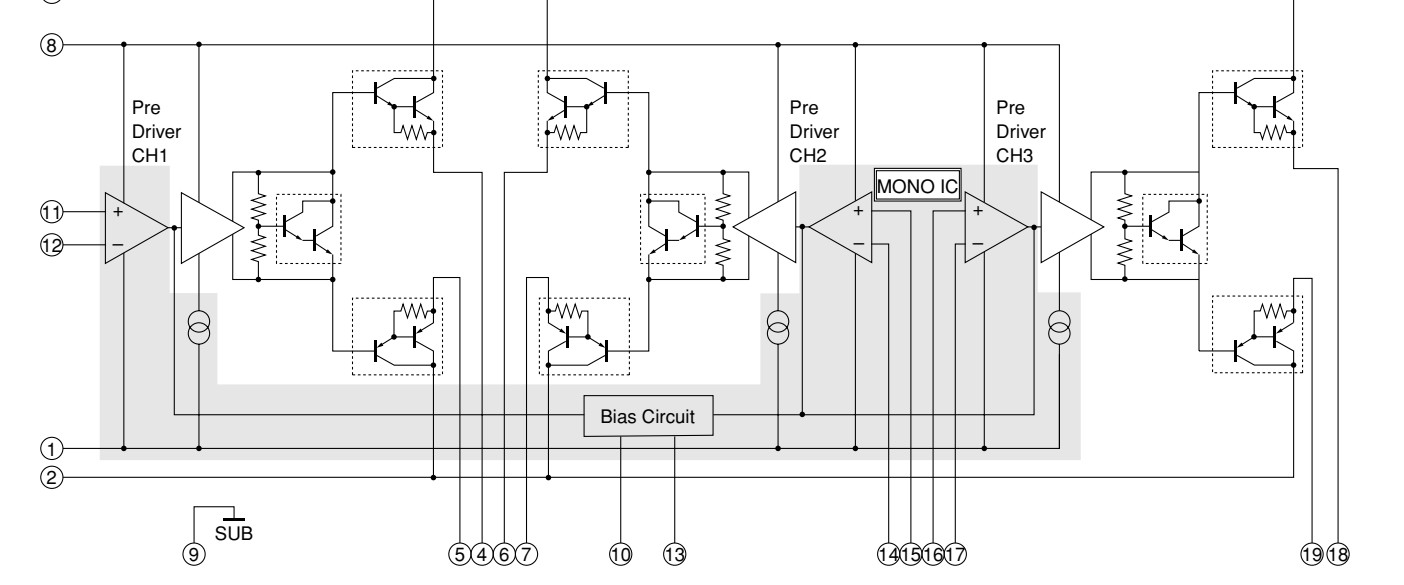 8
Pre
Driver
CH1
Pre
Driver
CH2
Pre
Driver
CH3
MONO IC
11
+
12
−
+
−
+
−
Bias Circuit
1
2
9
SUB
5 4 6 7 10 13 14 15 16 17 19 18